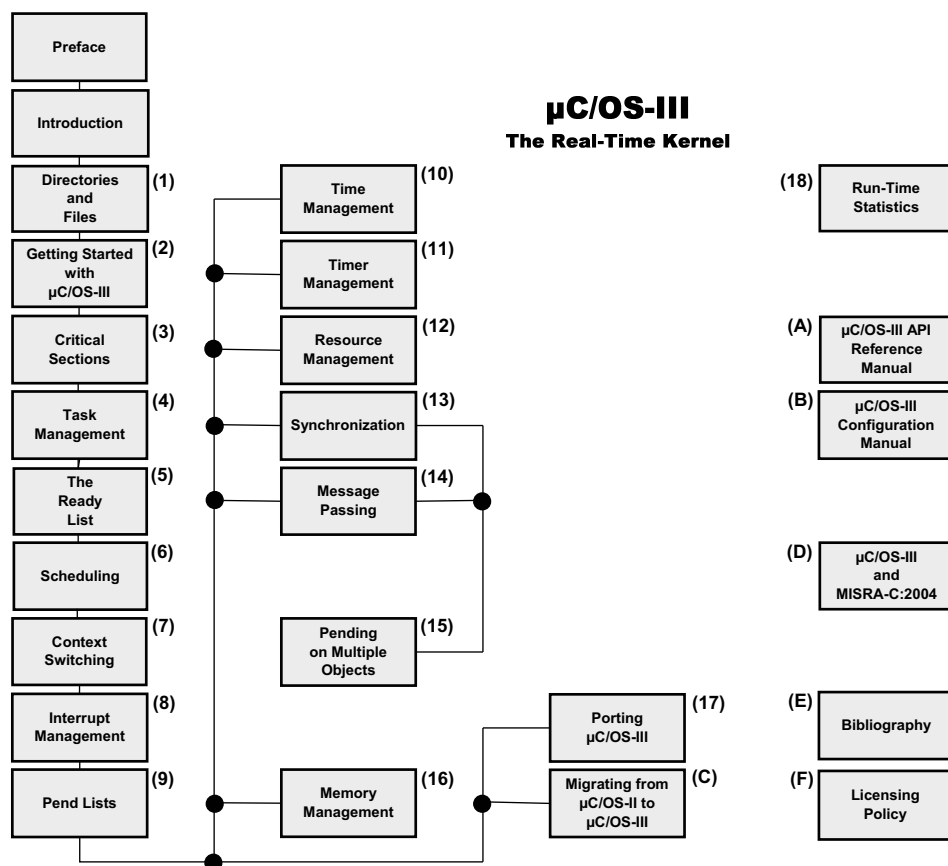 Preface
Introduction
Directories
and
Files
(1)
Getting Started
with
µC/OS-III
(2)
Critical
Sections
(3)
Task
Management
(4)
The
Ready
List
(5)
Scheduling
(6)
Context
Switching
(7)
Interrupt
Management
(8)
Pend Lists
(9)
µC/OS-III
The Real-Time Kernel
Time
Management
(10)
Timer
Management
(11)
Resource
Management
(12)
Synchronization
(13)
Message
Passing
(14)
Pending
on Multiple
Objects
(15)
Memory
Management
(16)
Porting
µC/OS-III
(17)
Migrating from
µC/OS-II to
µC/OS-III
(C)
(18)
Run-Time
Statistics
(A)
µC/OS-III API
Reference
Manual
(B)
µC/OS-III
Configuration
Manual
(D)
µC/OS-III
and
MISRA-C:2004
(E)
Bibliography
(F)
Licensing
Policy